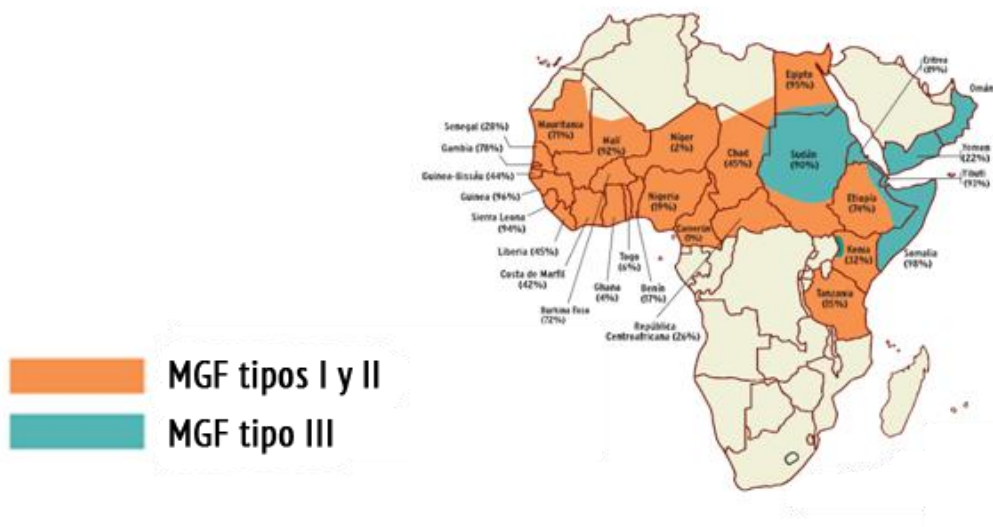 Egipto
(95%)
Eritrea
(89%)
Omán
Yemen
(22%)
Yibuti
(93%)
Mauritania
(71%)
Malí
(92%)
Níger
(2%)
Chad
(45%)
Sudán
(90%)
Etiopía
(74%)
Senegal (28%)
Gambia (78%)
Guinea-Bissáu (44%)
Guinea (96%)
Sierra Leona
(94%)
Liberia (45%)
Costa de Marfil
(42%)
Burkina Faso
(72%)
Ghana
(4%)
Togo
(6%)
Benín
(17%)
Nigeria
(19%)
Camerún
(1%)
República
Centroafricana (26%)
Kenia
(32%)
Somalia
(98%)
Tanzania
(15%)
MGF tipos I y II
MGF tipo III